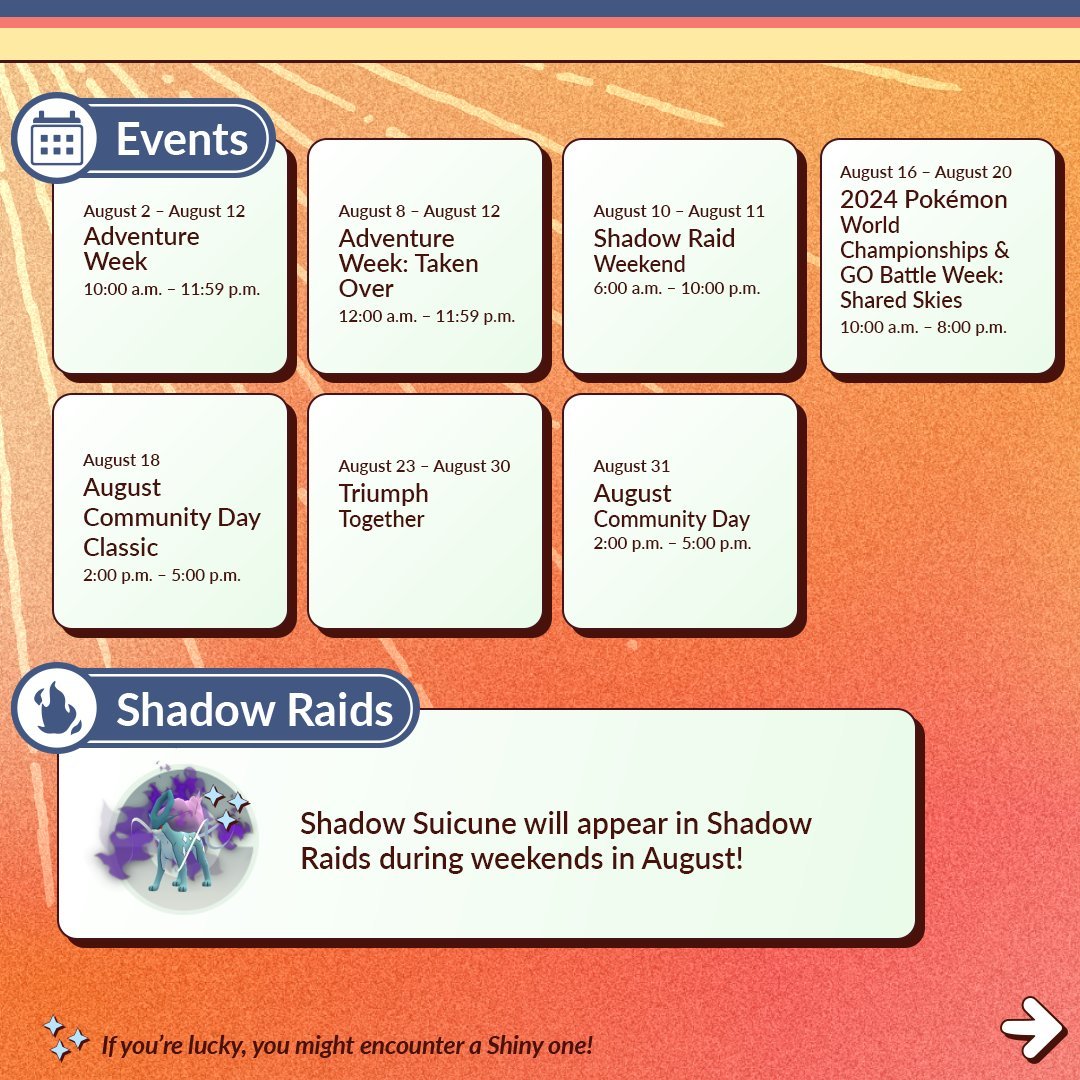 Events
August 2 – August 12
Adventure
Week
10:00 a.m. – 11:59 p.m.
August 8 – August 12
Adventure
Week: Taken
Over
12:00 a.m. – 11:59 p.m.
August 10 – August 11
Shadow Raid
Weekend
6:00 a.m. – 10:00 p.m.
August 16 – August 20
2024 Pokémon
World
Championships &
GO Battle Week:
Shared Skies
10:00 a.m. – 8:00 p.m.
August 18
August
Community Day
Classic
2:00 p.m. – 5:00 p.m.
August 23 – August 30
Triumph
Together
August 31
August
Community Day
2:00 p.m. – 5:00 p.m.
Shadow Raids
Shadow Suicune will appear in Shadow
Raids during weekends in August!
If you're lucky, you might encounter a Shiny one!